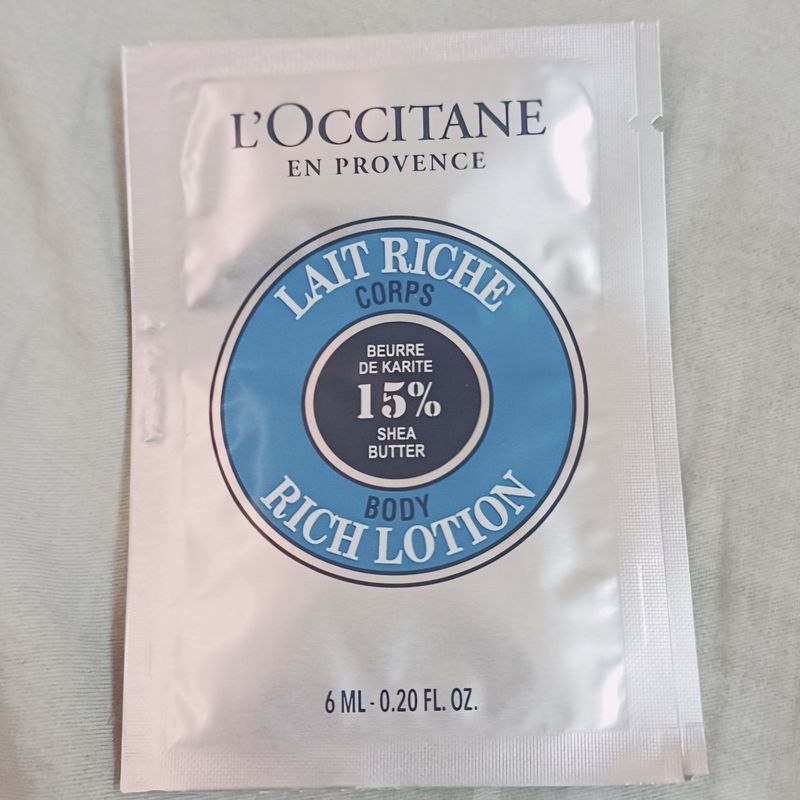 L'OCCITANE
EN PROVENCE
LAIT RICHE
CORPS
BEURRE
DE KARITE
15%
SHEA
BUTTER
BODY
RICH LOTION
6 ML - 0.20 FL. OZ.